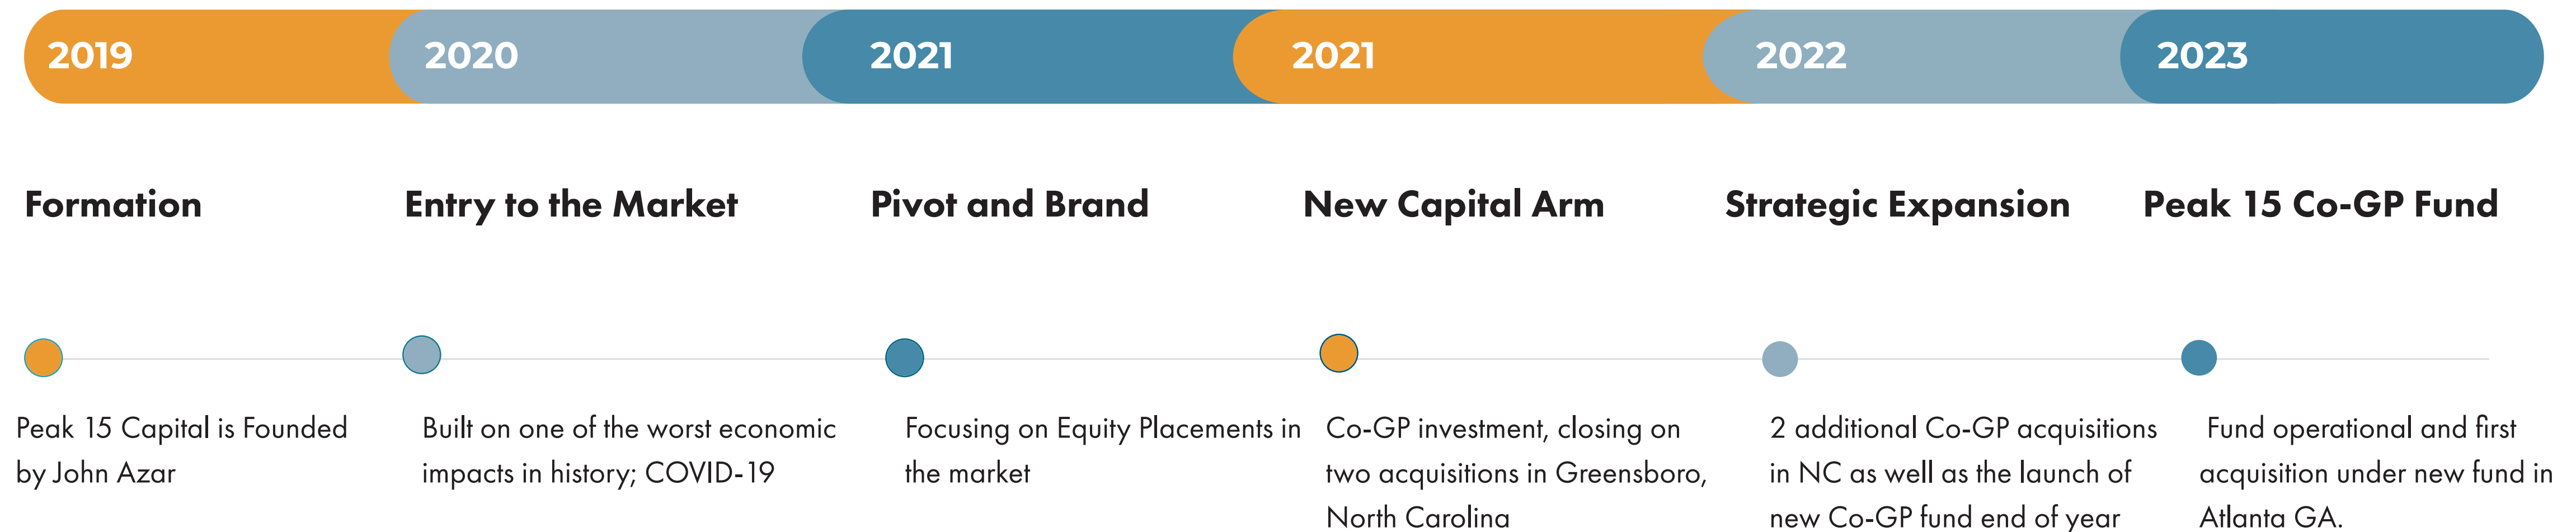 2019
2020
2021
2021
2022
2023
Formation
Entry to the Market
Pivot and Brand
New Capital Arm
Strategic Expansion
Peak 15 Co-GP Fund
Peak 15 Capital is Founded
by John Azar
Built on one of the worst economic
impacts in history; COVID-19
Focusing on Equity Placements in
the market
Co-GP investment, closing on
two acquisitions in Greensboro,
North Carolina
2 additional Co-GP acquisitions
in NC as well as the launch of
new Co-GP fund end of year
Fund operational and first
acquisition under new fund in
Atlanta GA.